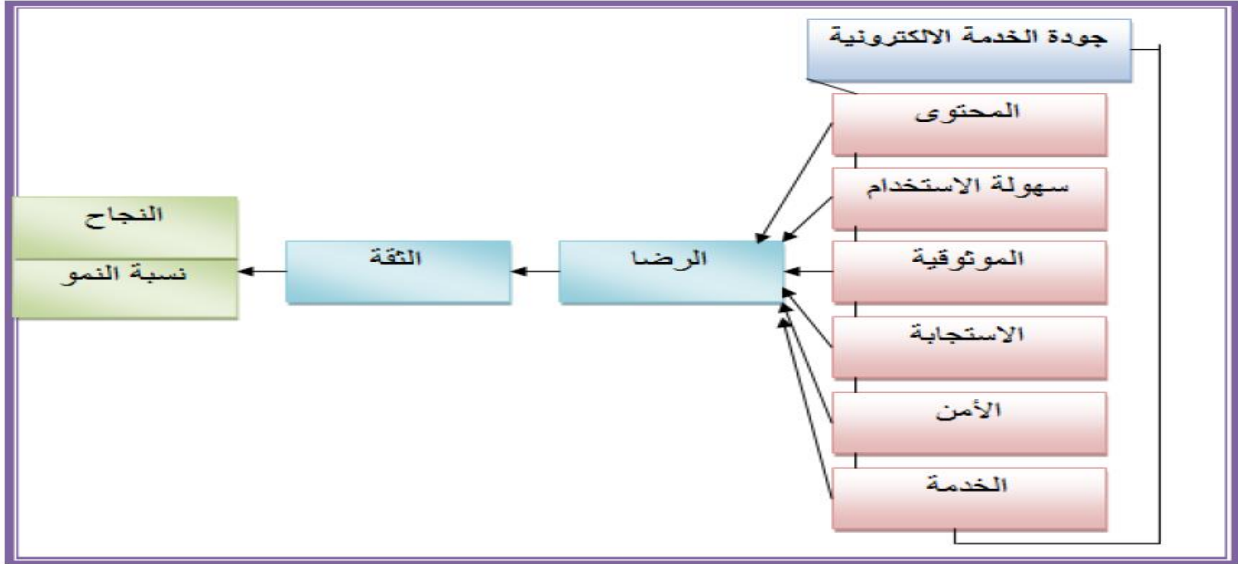 جودة الخدمة الالكترونية
المحتوى
سهولة الاستخدام
الموثوقية
الاستجابة
الأمن
الخدمة
الرضا
الثقة
النجاح
نسبة النمو